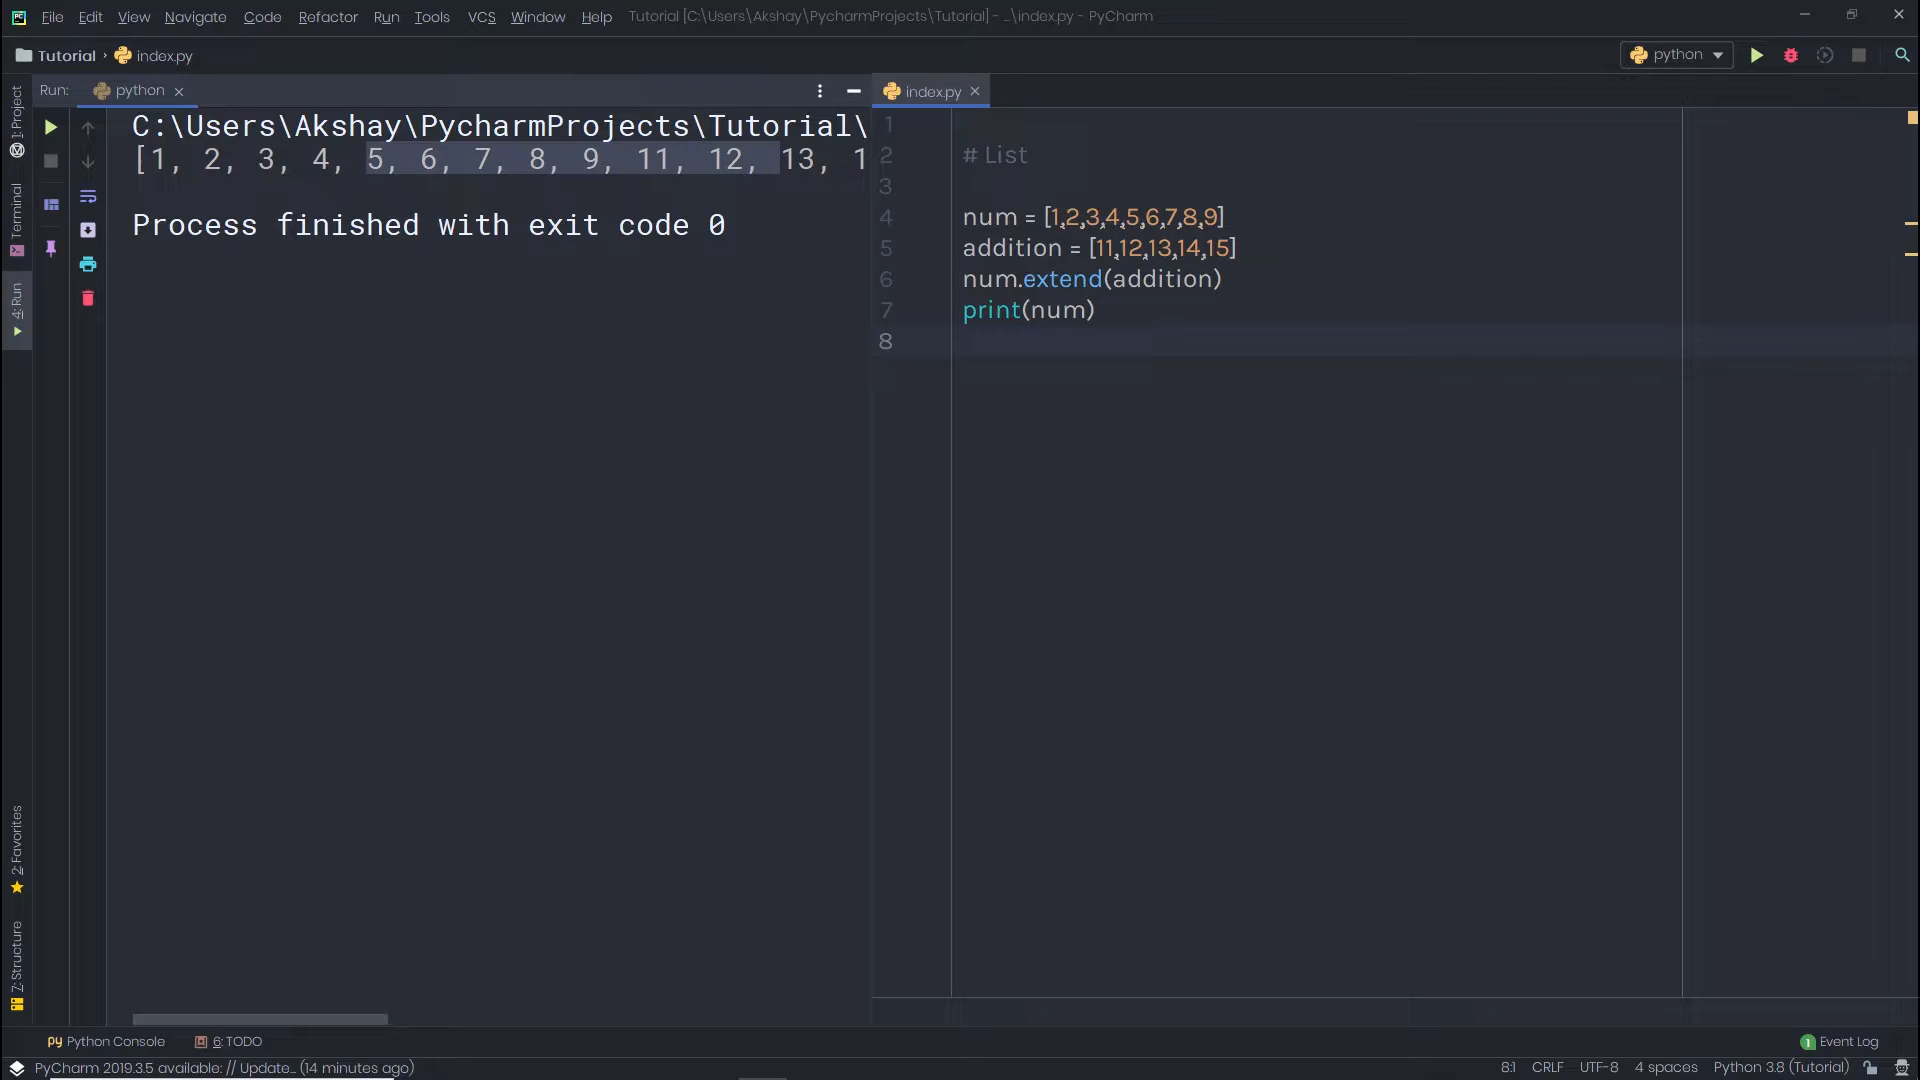 File Edit View Navigate Code Refactor Run Tools VCS Window Help Tutorial [C:\Users\Akshay\PycharmProjects\Tutorial] - ...\index.py - PyCharm
Tutorial index.py python
Run: python
index.py
1: Project
Terminal
4: Run
2: Favorites
7: Structure
C:\Users\Akshay\PycharmProjects\Tutorial\
[1, 2, 3, 4, 5, 6, 7, 8, 9, 11, 12, 13, 1
Process finished with exit code 0
1
2 # List
3
4 num = [1,2,3,4,5,6,7,8,9]
5 addition = [11,12,13,14,15]
6 num.extend(addition)
7 print(num)
8
Python Console 6: TODO 1 Event Log
PyCharm 2019.3.5 available: // Update... (14 minutes ago) 8:1 CRLF UTF-8 4 spaces Python 3.8 (Tutorial)